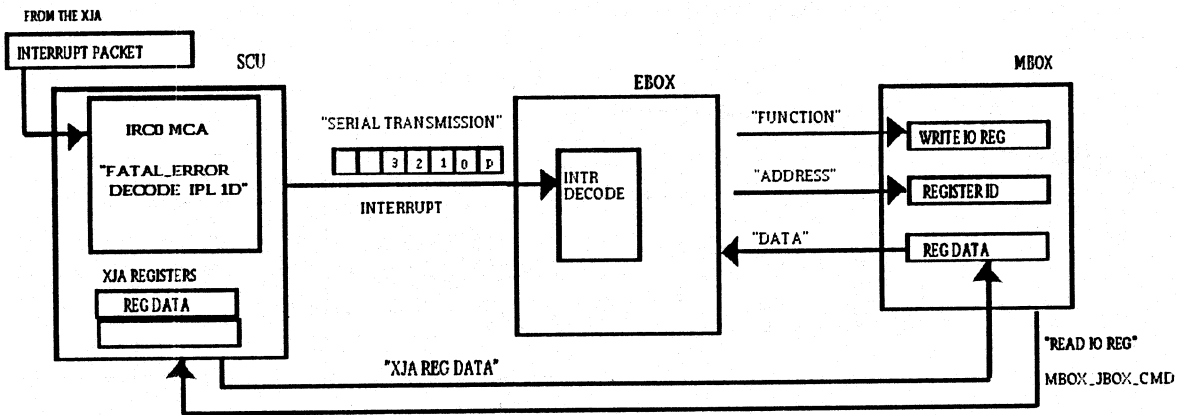 FROM THE XJA
INTERRUPT PACKET
SCU
IRC0 MCA
"FATAL_ERROR
DECODE IPL 1D"
XJA REGISTERS
REG DATA
"SERIAL TRANSMISSION"
3 2 1 0 P
INTERRUPT
EBOX
INTR
DECODE
"FUNCTION"
"ADDRESS"
"DATA"
MBOX
WRITE IO REG
REGISTER ID
REG DATA
"XJA REG DATA"
"READ IO REG"
MBOX_JBOX_CMD